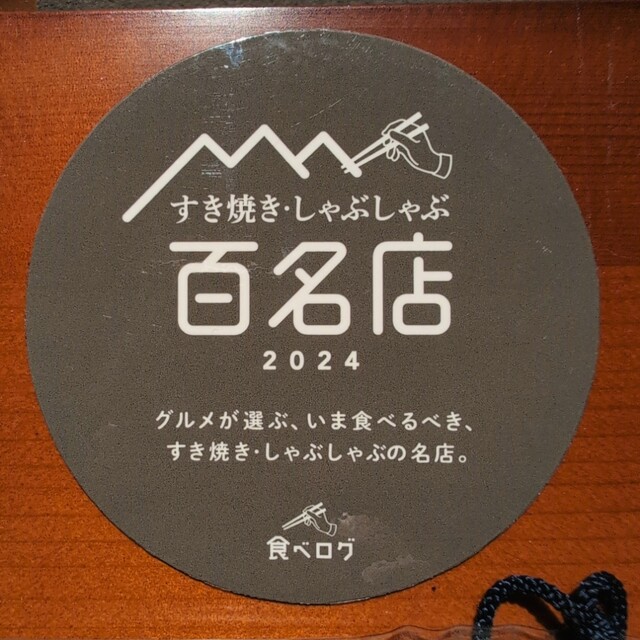 すき焼き・しゃぶしゃぶ
百名店
2024
グルメが選ぶ、いま食べるべき、
すき焼き・しゃぶしゃぶの名店。
食べログ